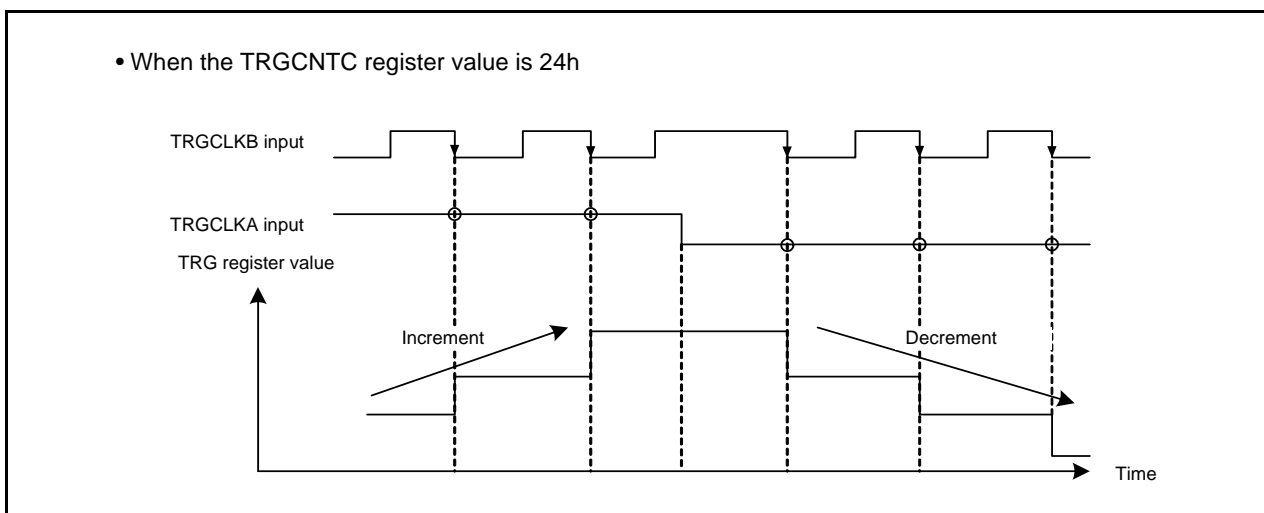 • When the TRGCNTC register value is 24h
TRGCLKB input
TRGCLKA input
TRG register value
Increment
Decrement
Time